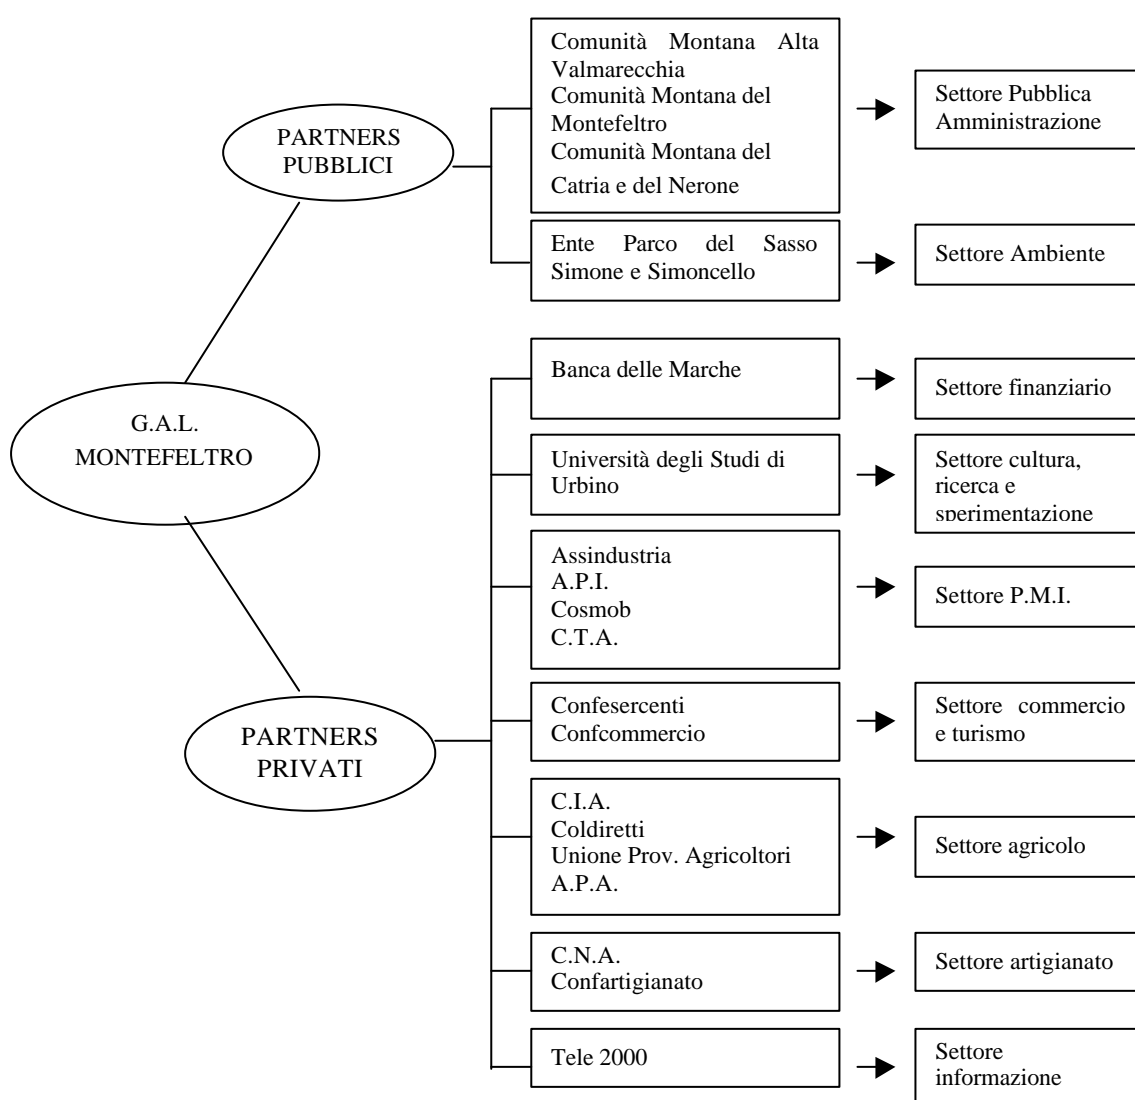 Comunità Montana Alta
Valmarecchia
Comunità Montana del
Montefeltro
Comunità Montana del
Catria e del Nerone
Settore Pubblica
Amministrazione
PARTNERS
PUBBLICI
Ente Parco del Sasso
Simone e Simoncello
Settore Ambiente
Banca delle Marche
Settore finanziario
G.A.L.
MONTEFELTRO
Università degli Studi di
Urbino
Settore cultura,
ricerca e
sperimentazione
Assindustria
A.P.I.
Cosmob
C.T.A.
Settore P.M.I.
PARTNERS
PRIVATI
Confesercenti
Confcommercio
Settore commercio
e turismo
C.I.A.
Coldiretti
Unione Prov. Agricoltori
A.P.A.
Settore agricolo
C.N.A.
Confartigianato
Settore artigianato
Tele 2000
Settore
informazione